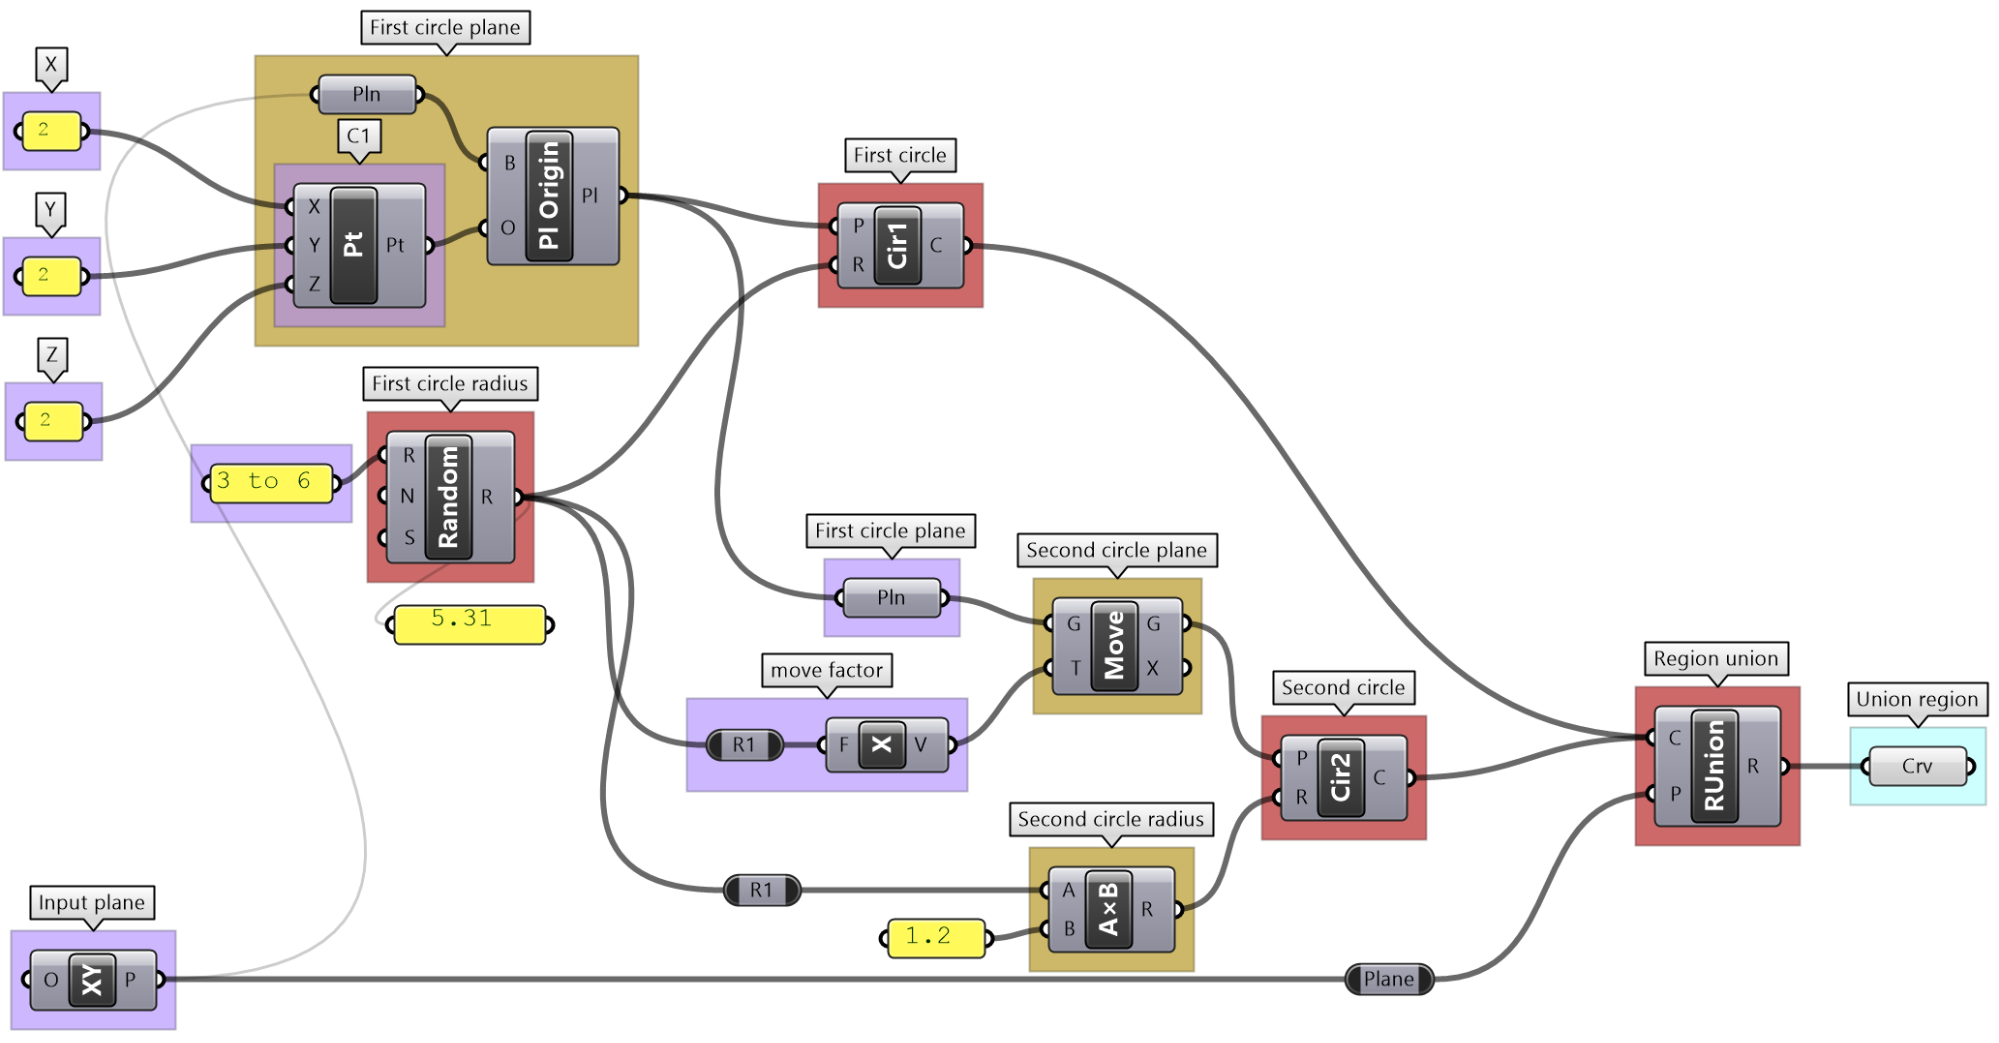 First circle plane
X
2
Pln
C1
Y
2
X
Y
Z
Pt
Pt
B
O
Pl Origin
Pl
Z
2
First circle
P
R
Cir1
C
First circle radius
3 to 6
R
N
S
Random
R
5.31
First circle plane
Pln
Second circle plane
G
T
Move
G
X
move factor
R1
F
X
V
Second circle
P
R
Cir2
C
Second circle radius
R1
A
B
A×B
R
1.2
Region union
C
P
RUnion
R
Union region
Crv
Input plane
O
XY
P
Plane